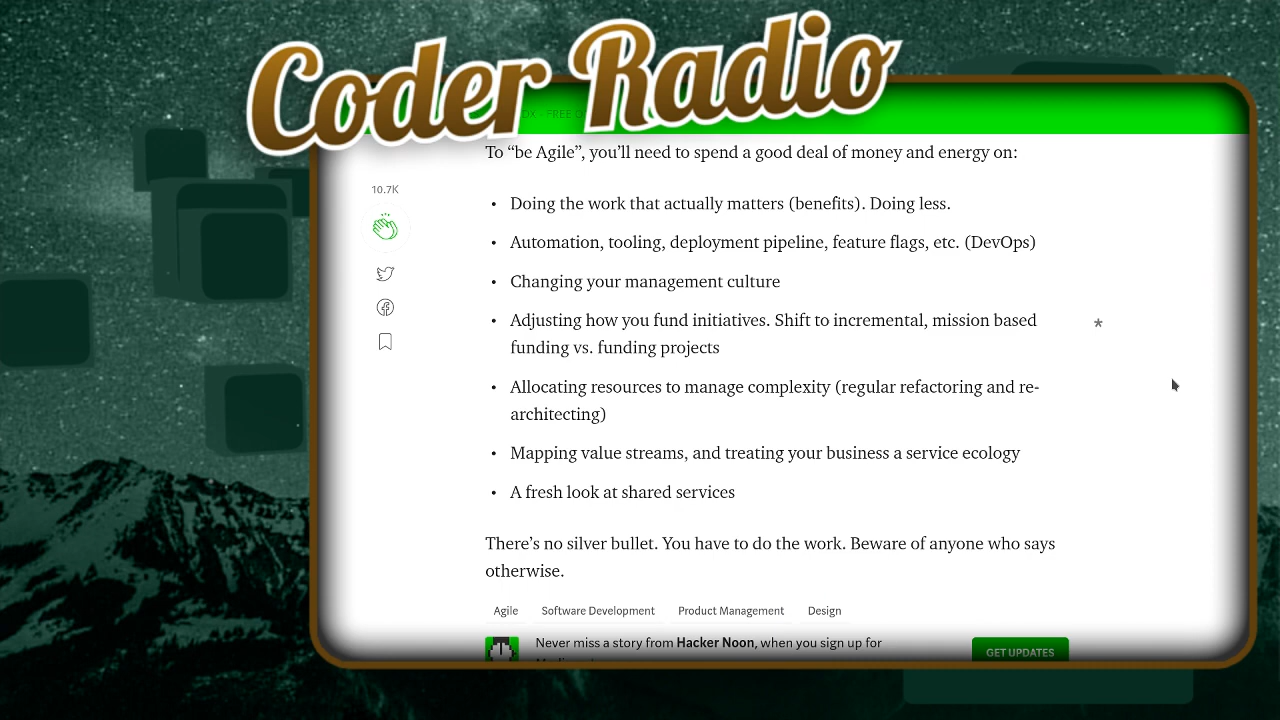 Coder Radio
To “be Agile”, you’ll need to spend a good deal of money and energy on:
10.7K
• Doing the work that actually matters (benefits). Doing less.
• Automation, tooling, deployment pipeline, feature flags, etc. (DevOps)
• Changing your management culture
• Adjusting how you fund initiatives. Shift to incremental, mission based
funding vs. funding projects
*
• Allocating resources to manage complexity (regular refactoring and re-
architecting)
• Mapping value streams, and treating your business a service ecology
• A fresh look at shared services
There’s no silver bullet. You have to do the work. Beware of anyone who says
otherwise.
Agile Software Development Product Management Design
Never miss a story from Hacker Noon, when you sign up for
GET UPDATES